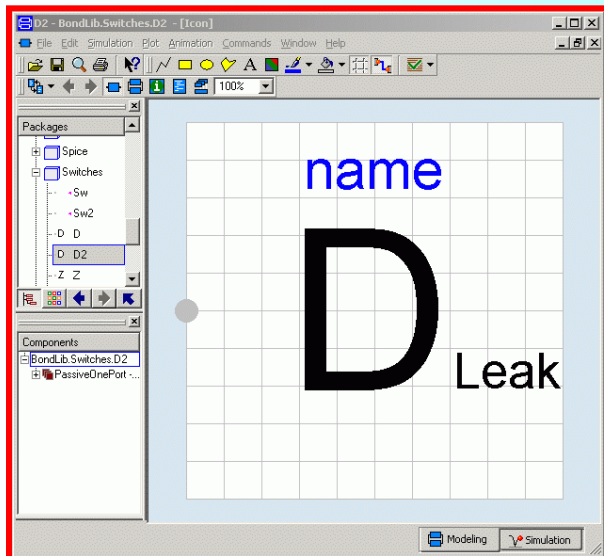 D2 - BondLib.Switches.D2 - [Icon]
File Edit Simulation Plot Animation Commands Window Help
A
100%
Packages
Spice
Switches
Sw
Sw2
D D
D D2
Z Z
Components
BondLib.Switches.D2
PassiveOnePort -...
name
D
Leak
Modeling
Simulation